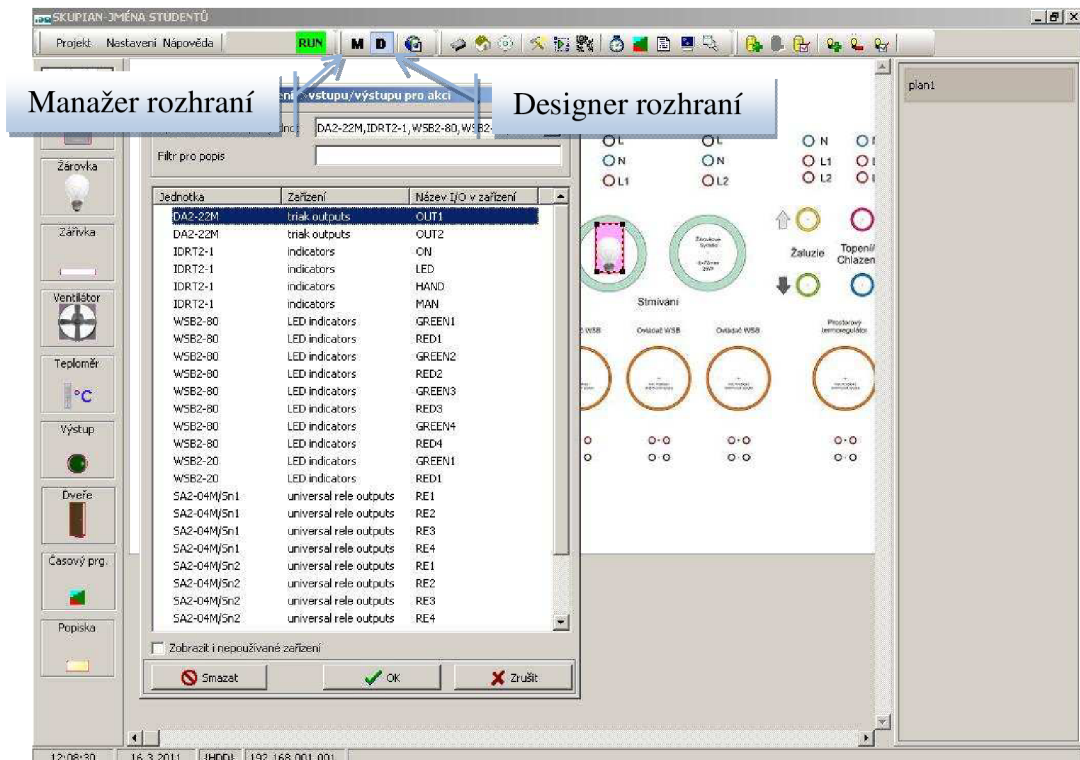 SKUPIAN-JMÉNA STUDENTŮ
Projekt Nastavení Nápověda
RUN M D
Manažer rozhraní
Designer rozhraní
vstupu/výstupu pro akci
DA2-22M,IDRT2-1,WSB2-80,WSB2-
Filtr pro popis
Jednotka Zařízení Název I/O v zařízení
DA2-22M triak outputs OUT1
DA2-22M triak outputs OUT2
IDRT2-1 indicators ON
IDRT2-1 indicators LED
IDRT2-1 indicators HAND
IDRT2-1 indicators MAN
WSB2-80 LED indicators GREEN1
WSB2-80 LED indicators RED1
WSB2-80 LED indicators GREEN2
WSB2-80 LED indicators RED2
WSB2-80 LED indicators GREEN3
WSB2-80 LED indicators RED3
WSB2-80 LED indicators GREEN4
WSB2-80 LED indicators RED4
WSB2-20 LED indicators GREEN1
WSB2-20 LED indicators RED1
SA2-04M/Sn1 universal rele outputs RE1
SA2-04M/Sn1 universal rele outputs RE2
SA2-04M/Sn1 universal rele outputs RE3
SA2-04M/Sn1 universal rele outputs RE4
SA2-04M/Sn2 universal rele outputs RE1
SA2-04M/Sn2 universal rele outputs RE2
SA2-04M/Sn2 universal rele outputs RE3
SA2-04M/Sn2 universal rele outputs RE4
Zobrazit i nepoužívané zařízení
Smazat OK Zrušit
Žárovka
Zářivka
Ventilátor
Teploměr
°C
Výstup
Dveře
Časový prg.
Popiska
L L N
N N L1
L1 L2 L2
Žaluzie Topení/
Chlazen
Stmívání
WSB Ovladač WSB Ovladač WSB Prostorový
termoregulátor
plan1
12:08:30 16.3.2011 !HDD! 192.168.001.001